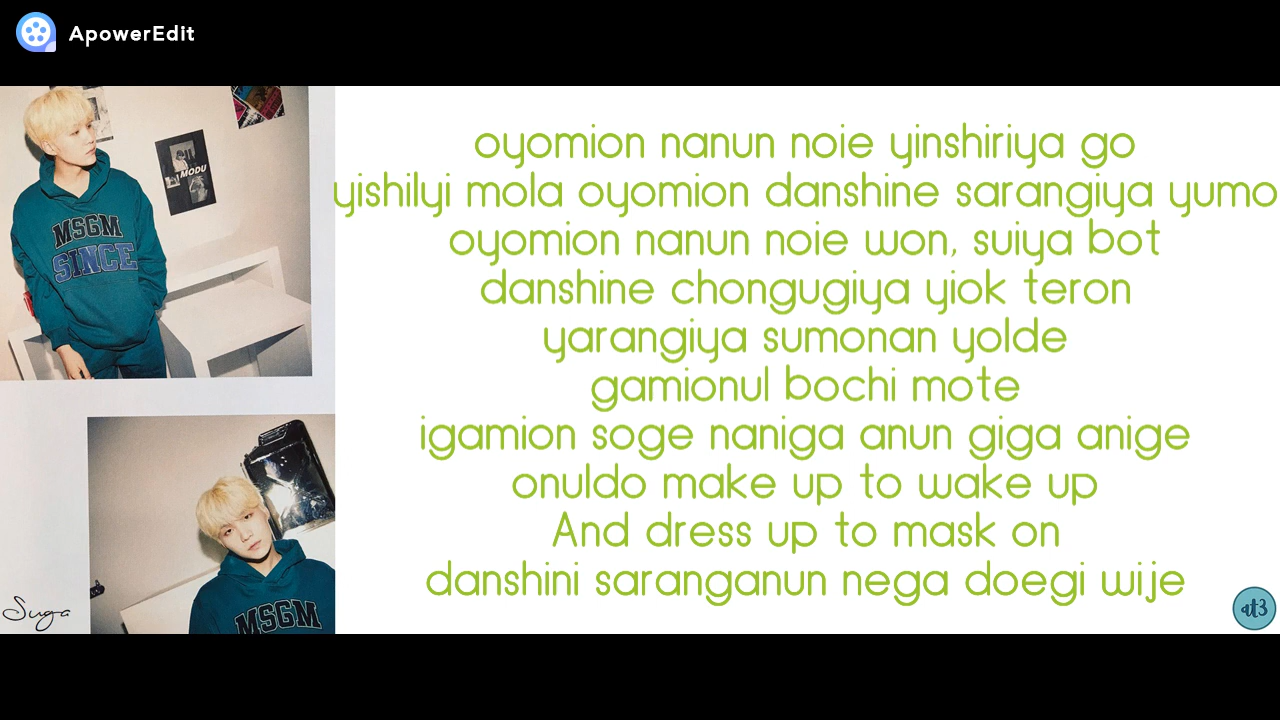 ApowerEdit
MODU
MSGM
SINCE
MSGM
Suga
oyomion nanun noie yinshiriya go
yishilyi mola oyomion danshine sarangiya yumo
oyomion nanun noie won, suiya bot
danshine chongugiya yiok teron
yarangiya sumonan yolde
gamionul bochi mote
igamion soge naniga anun giga anige
onuldo make up to wake up
And dress up to mask on
danshini saranganun nega doegi wije
at3